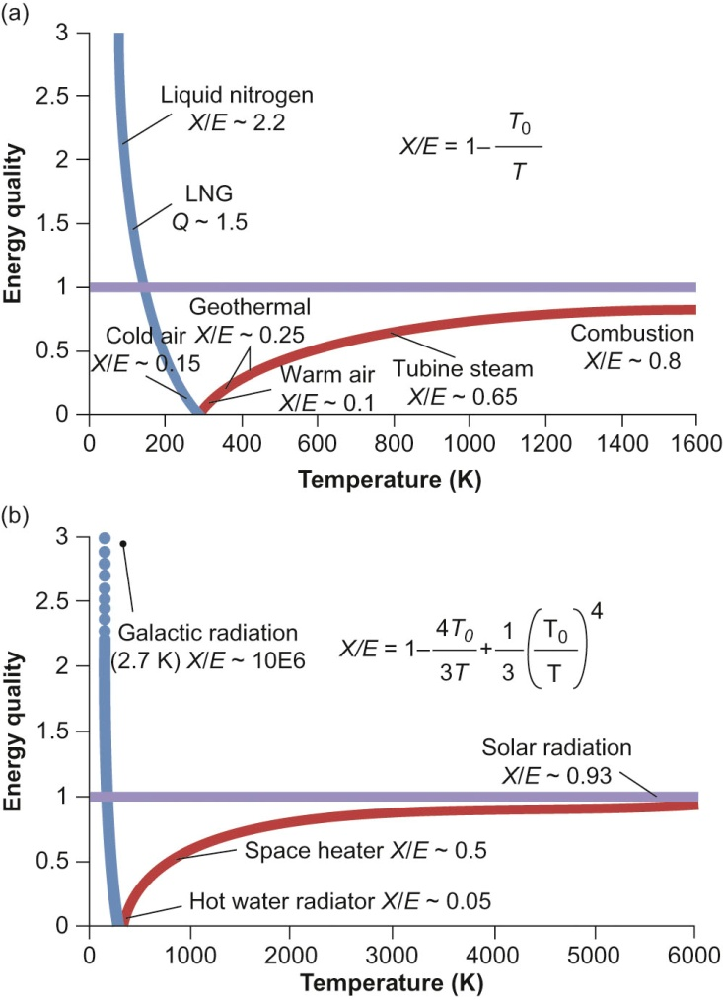 (a)
3
2.5
2
1.5
1
0.5
0
Energy quality
Liquid nitrogen
X/E ~ 2.2
X/E = 1– T0
T
LNG
Q ~ 1.5
Geothermal
X/E ~ 0.25
Cold air
X/E ~ 0.15
Warm air
X/E ~ 0.1
Tubine steam
X/E ~ 0.65
Combustion
X/E ~ 0.8
0 200 400 600 800 1000 1200 1400 1600
Temperature (K)
(b)
3
2.5
2
1.5
1
0.5
0
Energy quality
Galactic radiation
(2.7 K) X/E ~ 10E6
X/E = 1– 4T0 + 1 (T0) 4
3T 3 T
Solar radiation
X/E ~ 0.93
Space heater X/E ~ 0.5
Hot water radiator X/E ~ 0.05
0 1000 2000 3000 4000 5000 6000
Temperature (K)